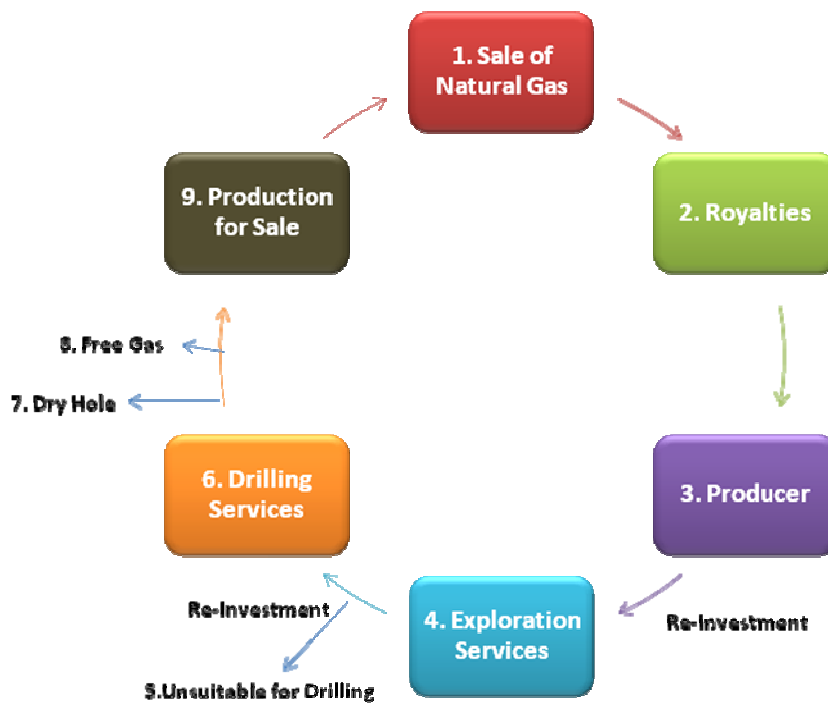 1. Sale of
Natural Gas
2. Royalties
3. Producer
Re-Investment
4. Exploration
Services
Re-Investment
5.Unsuitable for Drilling
6. Drilling
Services
7. Dry Hole
8. Free Gas
9. Production
for Sale